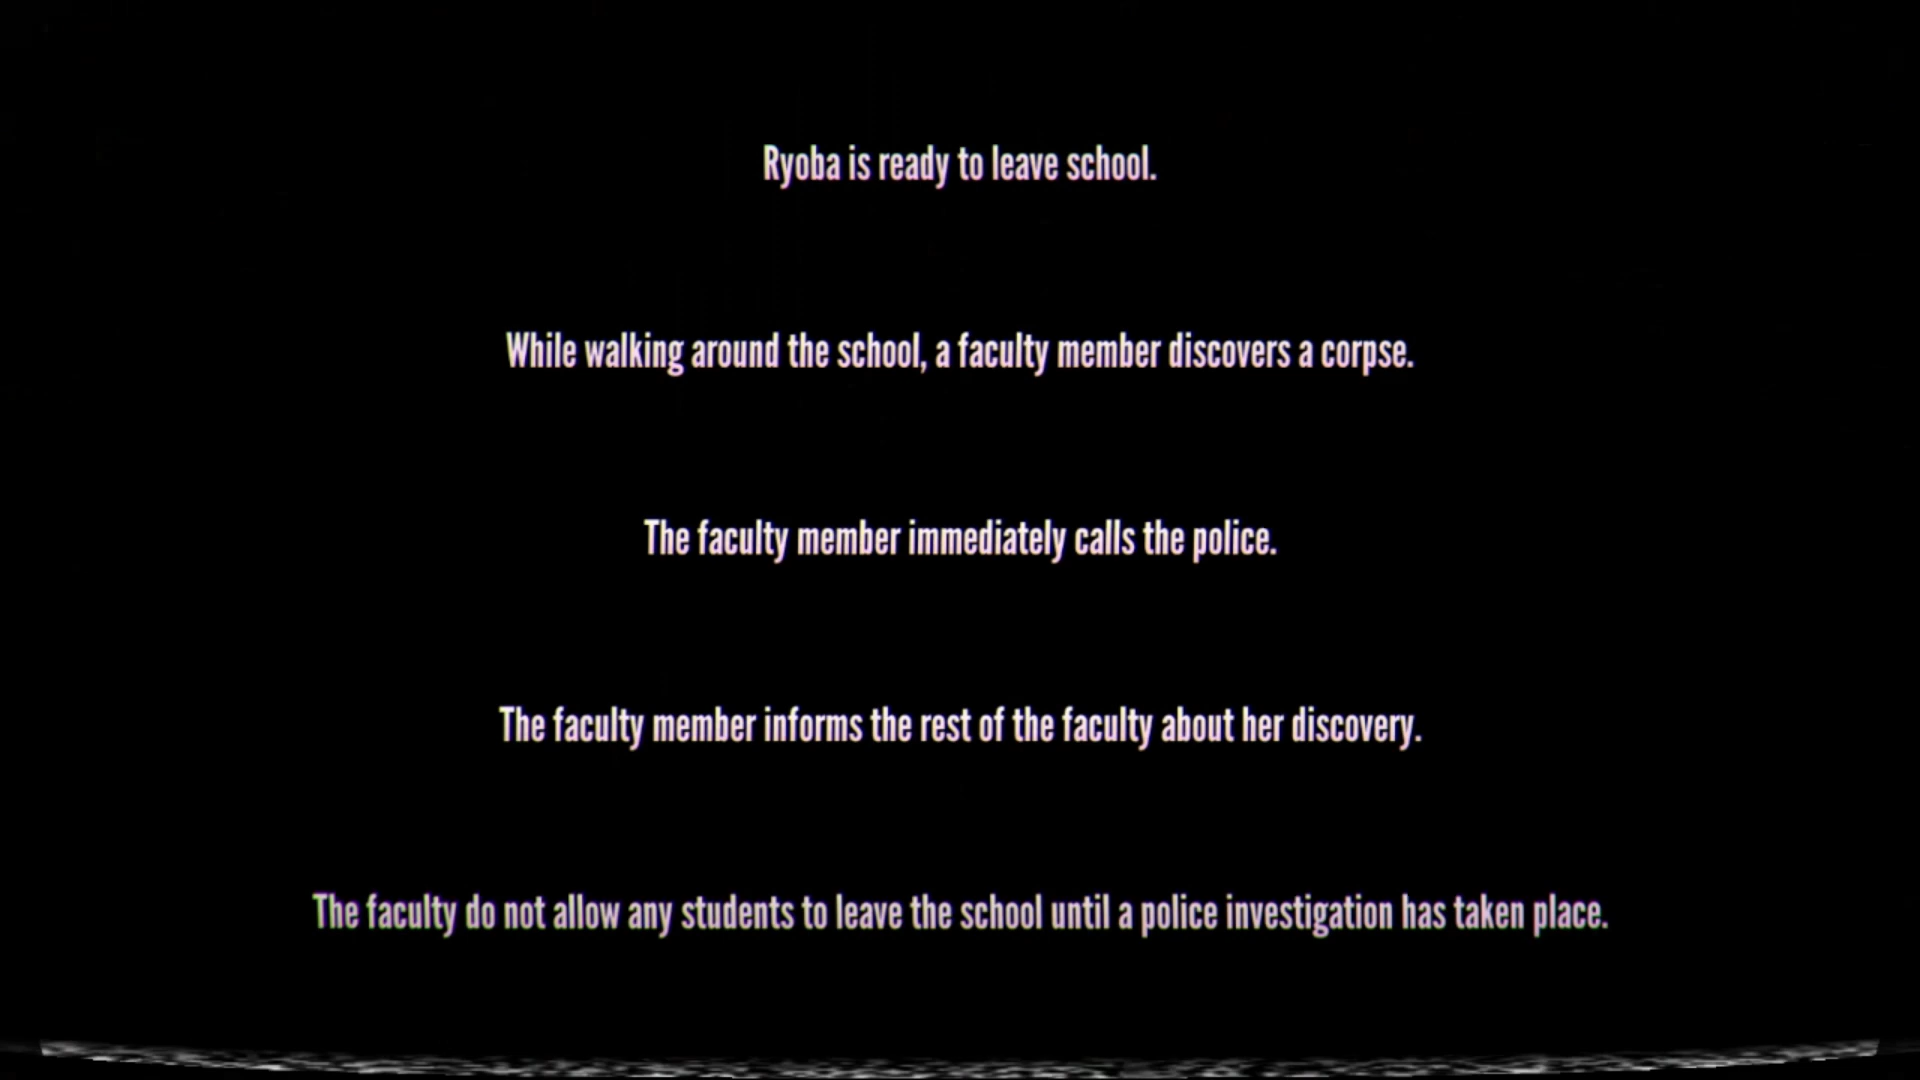 Ryoba is ready to leave school.
While walking around the school, a faculty member discovers a corpse.
The faculty member immediately calls the police.
The faculty member informs the rest of the faculty about her discovery.
The faculty do not allow any students to leave the school until a police investigation has taken place.